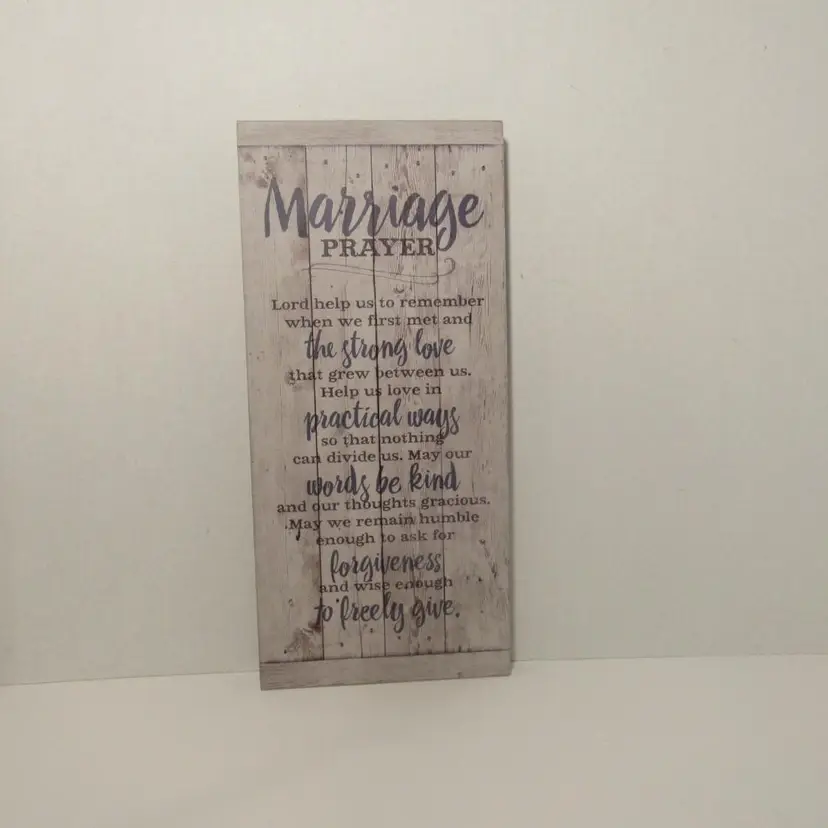 Marriage
PRAYER
Lord help us to remember
when we first met and
the strong love
that grew between us.
Help us love in
practical ways
so that nothing
can divide us. May our
words be kind
and our thoughts gracious.
May we remain humble
enough to ask for
forgiveness
and wise enough
to freely give.